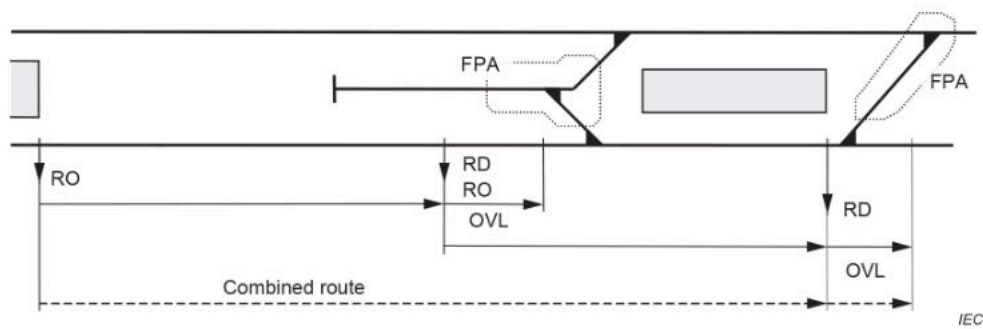 FPA
FPA
RO
RD
RO
OVL
RD
OVL
Combined route
IEC